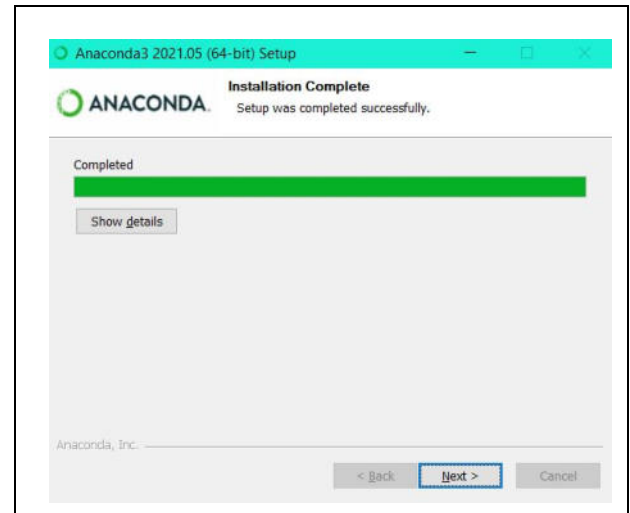 Anaconda3 2021.05 (64-bit) Setup
ANACONDA.
Installation Complete
Setup was completed successfully.
Completed
Show details
Anaconda, Inc.
< Back
Next >
Cancel